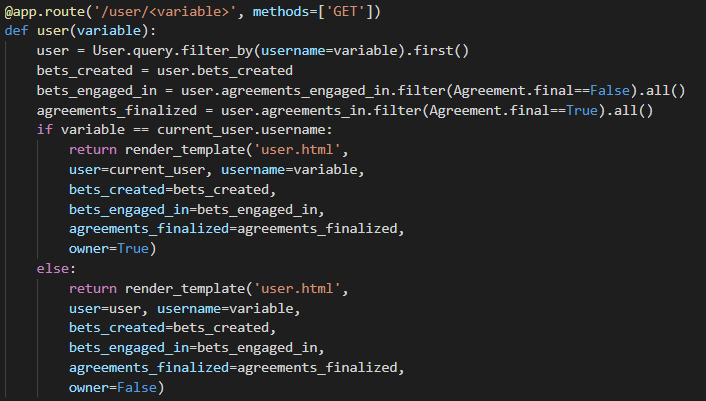 @app.route('/user/<variable>', methods=['GET'])
def user(variable):
    user = User.query.filter_by(username=variable).first()
    bets_created = user.bets_created
    bets_engaged_in = user.agreements_engaged_in.filter(Agreement.final==False).all()
    agreements_finalized = user.agreements_in.filter(Agreement.final==True).all()
    if variable == current_user.username:
        return render_template('user.html',
        user=current_user, username=variable,
        bets_created=bets_created,
        bets_engaged_in=bets_engaged_in,
        agreements_finalized=agreements_finalized,
        owner=True)
    else:
        return render_template('user.html',
        user=user, username=variable,
        bets_created=bets_created,
        bets_engaged_in=bets_engaged_in,
        agreements_finalized=agreements_finalized,
        owner=False)